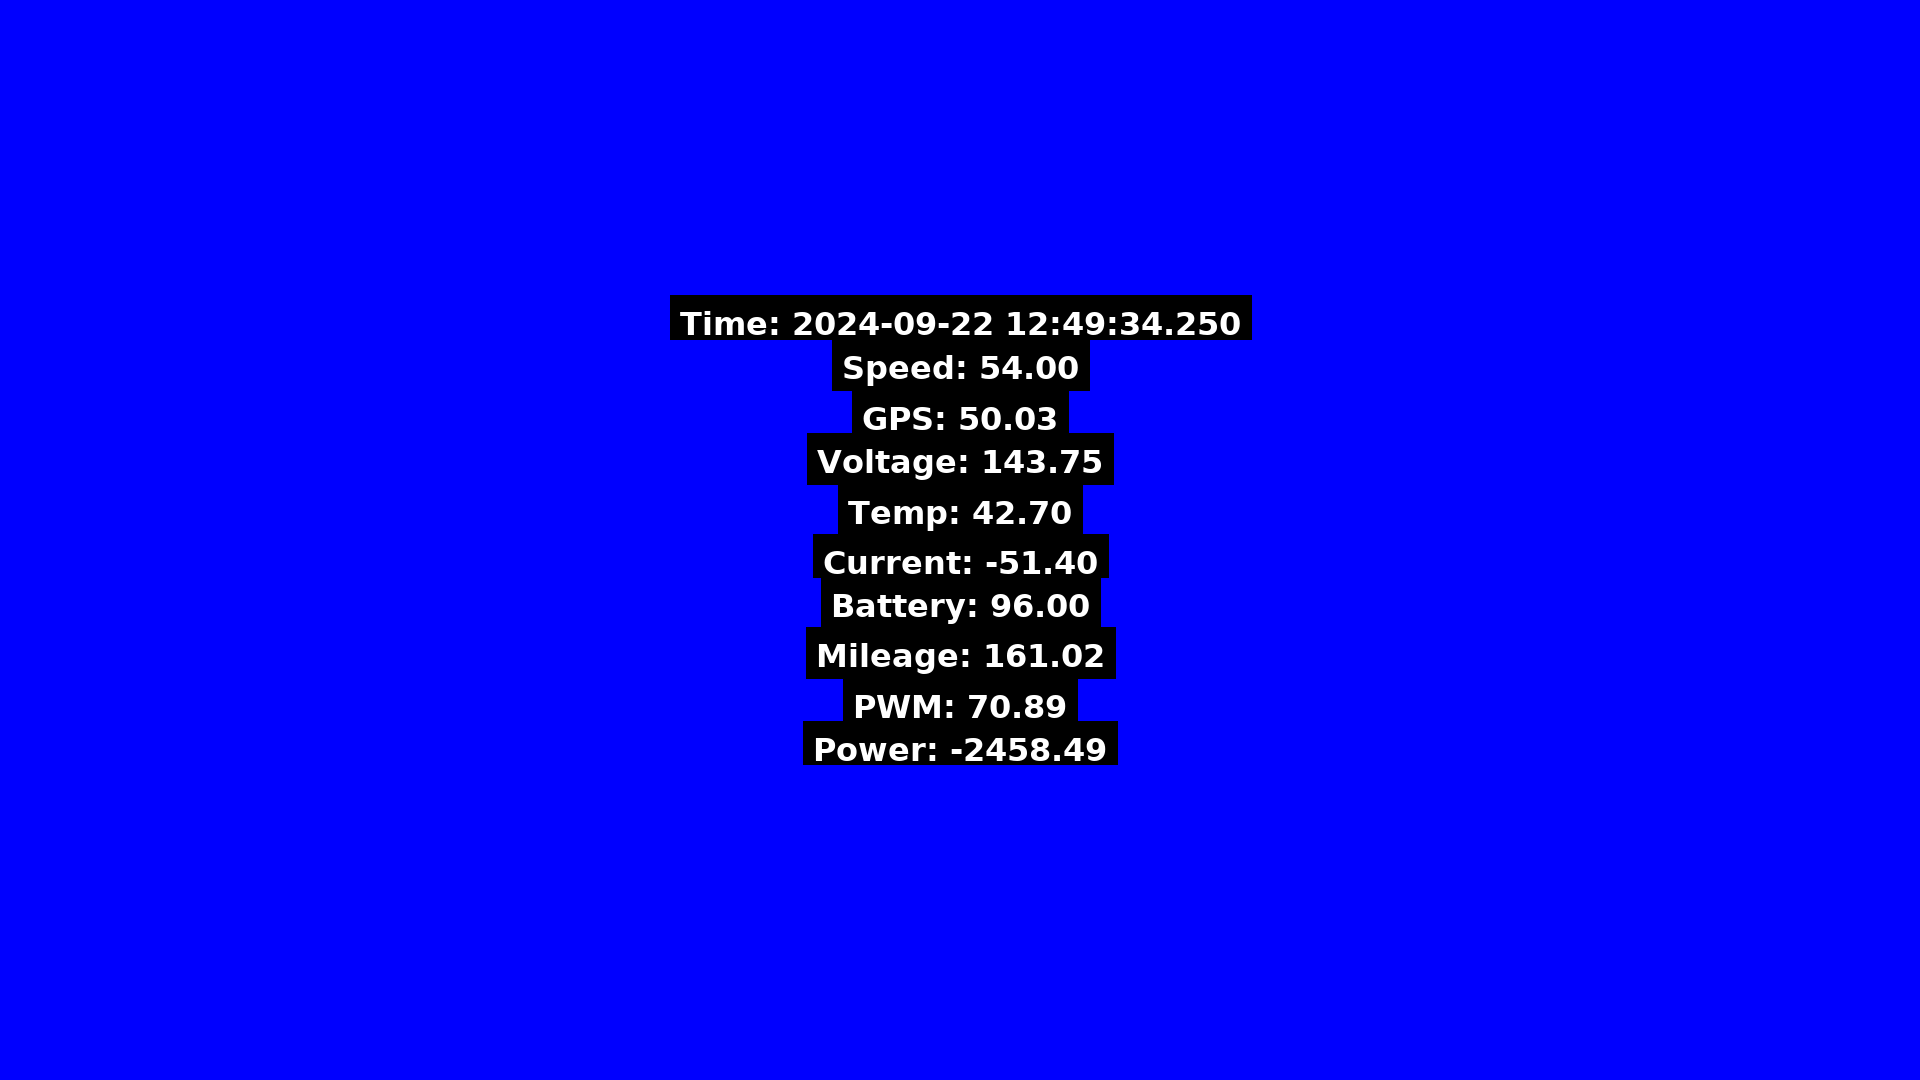 Time: 2024-09-22 12:49:34.250
Speed: 54.00
GPS: 50.03
Voltage: 143.75
Temp: 42.70
Current: -51.40
Battery: 96.00
Mileage: 161.02
PWM: 70.89
Power: -2458.49